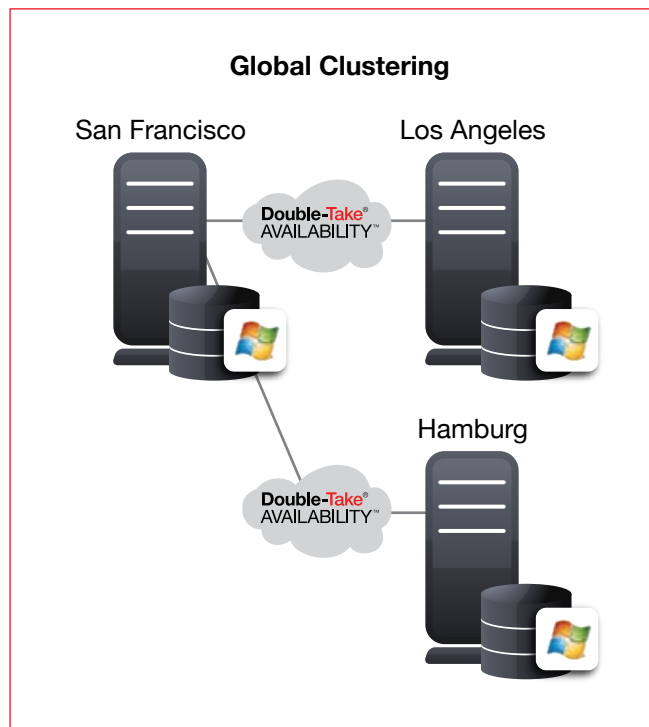 Global Clustering
San Francisco
Los Angeles
Double-Take®
AVAILABILITY™
Hamburg
Double-Take®
AVAILABILITY™